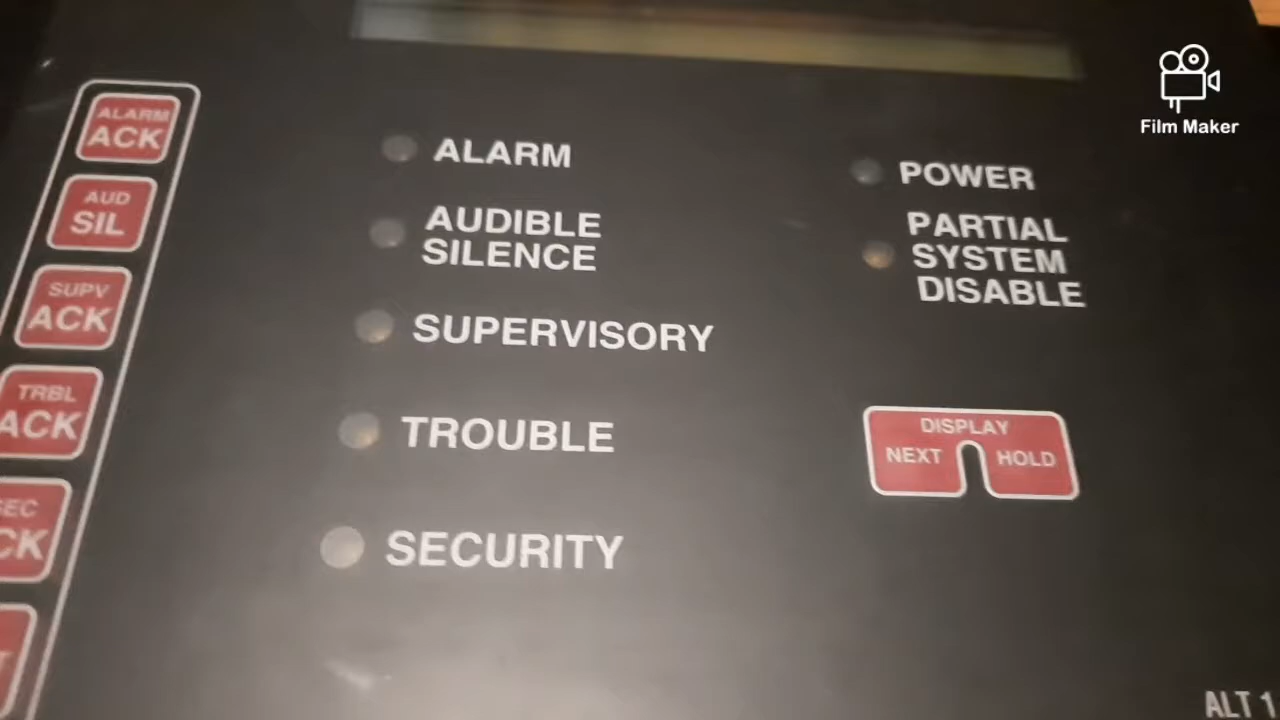 ALARM
ACK
AUD
SIL
SUPV
ACK
TRBL
ACK
SEC
CK
T
ALARM
AUDIBLE
SILENCE
SUPERVISORY
TROUBLE
SECURITY
POWER
PARTIAL
SYSTEM
DISABLE
DISPLAY
NEXT HOLD
Film Maker
ALT 1